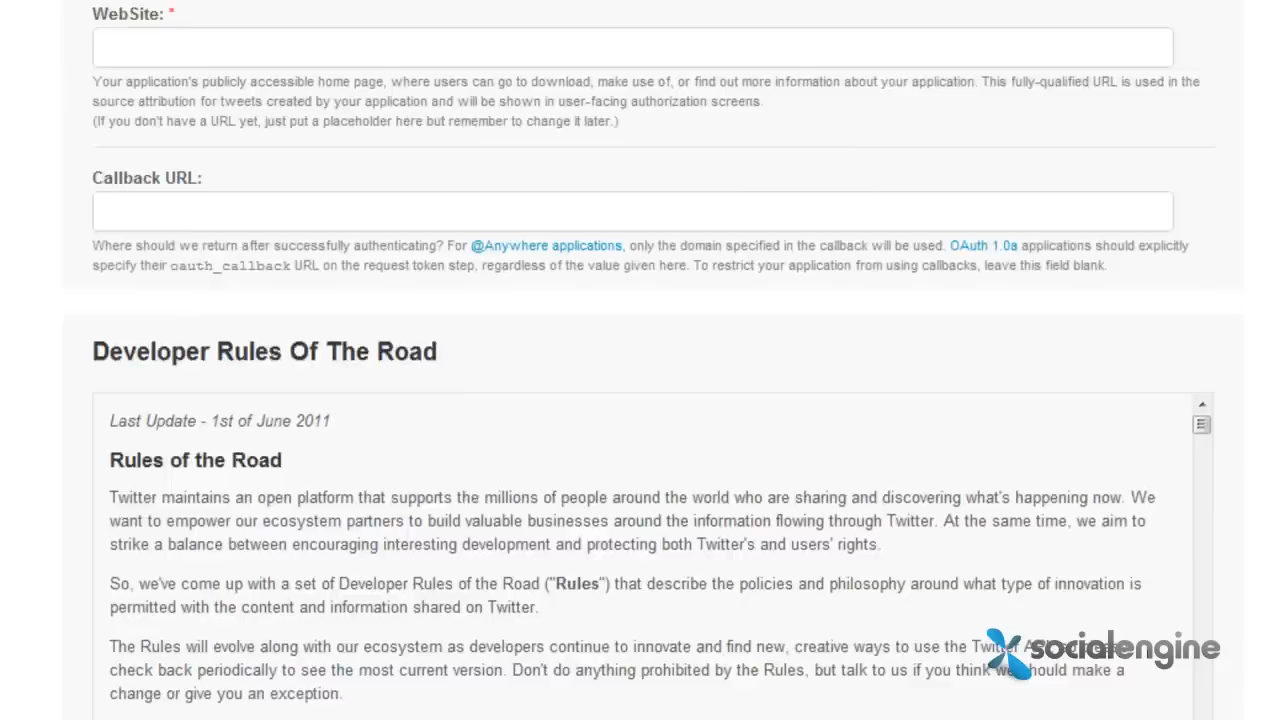 WebSite: *
Your application's publicly accessible home page, where users can go to download, make use of, or find out more information about your application. This fully-qualified URL is used in the
source attribution for tweets created by your application and will be shown in user-facing authorization screens.
(If you don't have a URL yet, just put a placeholder here but remember to change it later.)
Callback URL:
Where should we return after successfully authenticating? For @Anywhere applications, only the domain specified in the callback will be used. OAuth 1.0a applications should explicitly
specify their oauth_callback URL on the request token step, regardless of the value given here. To restrict your application from using callbacks, leave this field blank.
Developer Rules Of The Road
Last Update - 1st of June 2011
Rules of the Road
Twitter maintains an open platform that supports the millions of people around the world who are sharing and discovering what's happening now. We
want to empower our ecosystem partners to build valuable businesses around the information flowing through Twitter. At the same time, we aim to
strike a balance between encouraging interesting development and protecting both Twitter's and users' rights.
So, we've come up with a set of Developer Rules of the Road ("Rules") that describe the policies and philosophy around what type of innovation is
permitted with the content and information shared on Twitter.
The Rules will evolve along with our ecosystem as developers continue to innovate and find new, creative ways to use the Twitter
check back periodically to see the most current version. Don't do anything prohibited by the Rules, but talk to us if you think we should make a
change or give you an exception.
socialengine